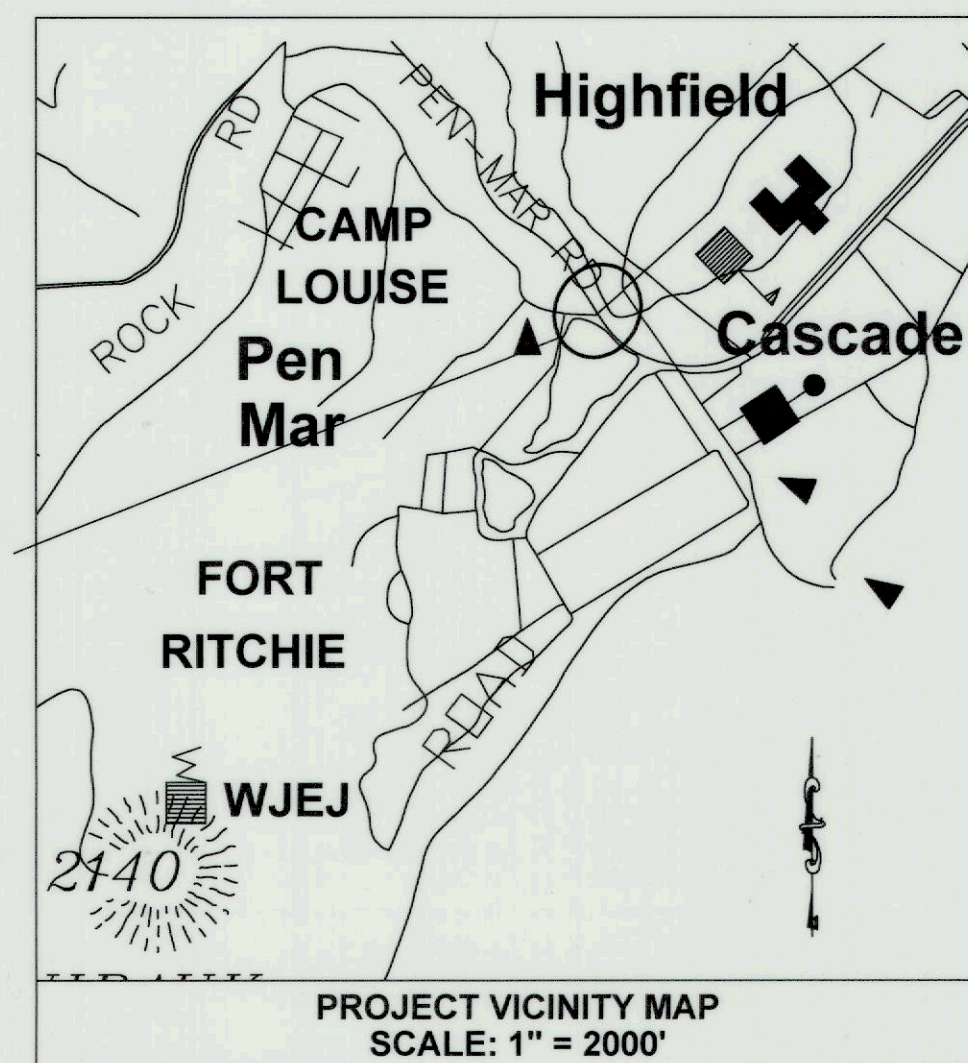 Highfield
PEN-MAR RD
RD
CAMP
LOUISE
ROCK
Cascade
Pen
Mar
FORT
RITCHIE
ROAD
WJEJ
2140
PROJECT VICINITY MAP
SCALE: 1" = 2000'